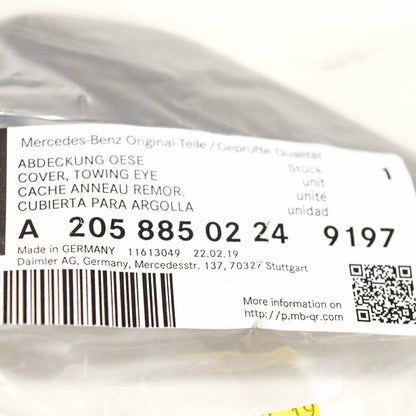 Mercedes-Benz Original-Teile / Geprüfte Qualität
ABDECKUNG OESE Stück 1
COVER, TOWING EYE unit
CACHE ANNEAU REMOR. unité
CUBIERTA PARA ARGOLLA unidad
A 205 885 02 24 9197
Made in GERMANY 11613049 22.02.19
Daimler AG, Germany, Mercedesstr. 137, 70327 Stuttgart
More information on
http://p.mb-qr.com
19